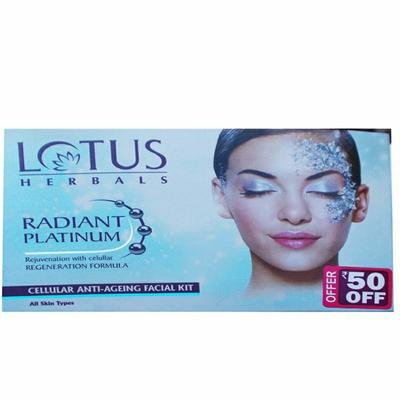 LOTUS
HERBALS
RADIANT
PLATINUM
Rejuvenation with celullar
REGENERATION FORMULA
CELLULAR ANTI-AGEING FACIAL KIT
All Skin Types
OFFER
₹50
OFF